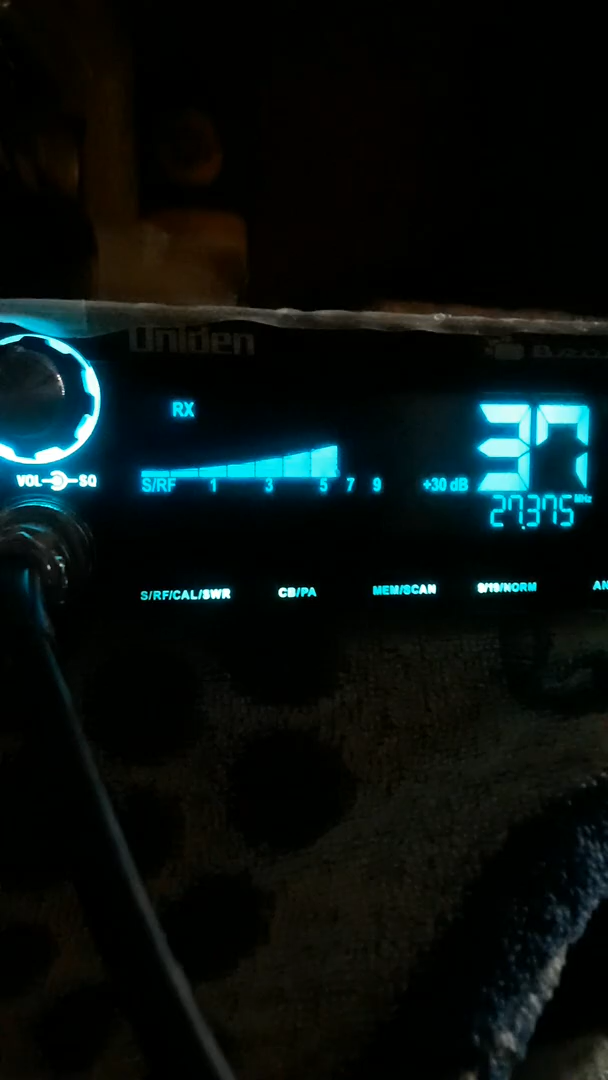 Uniden
RX
37
S/RF 1 3 5 7 9 +30 dB
27.375 MHz
VOL SQ
S/RF/CAL/SWR CB/PA MEM/SCAN 9/19/NORM AN